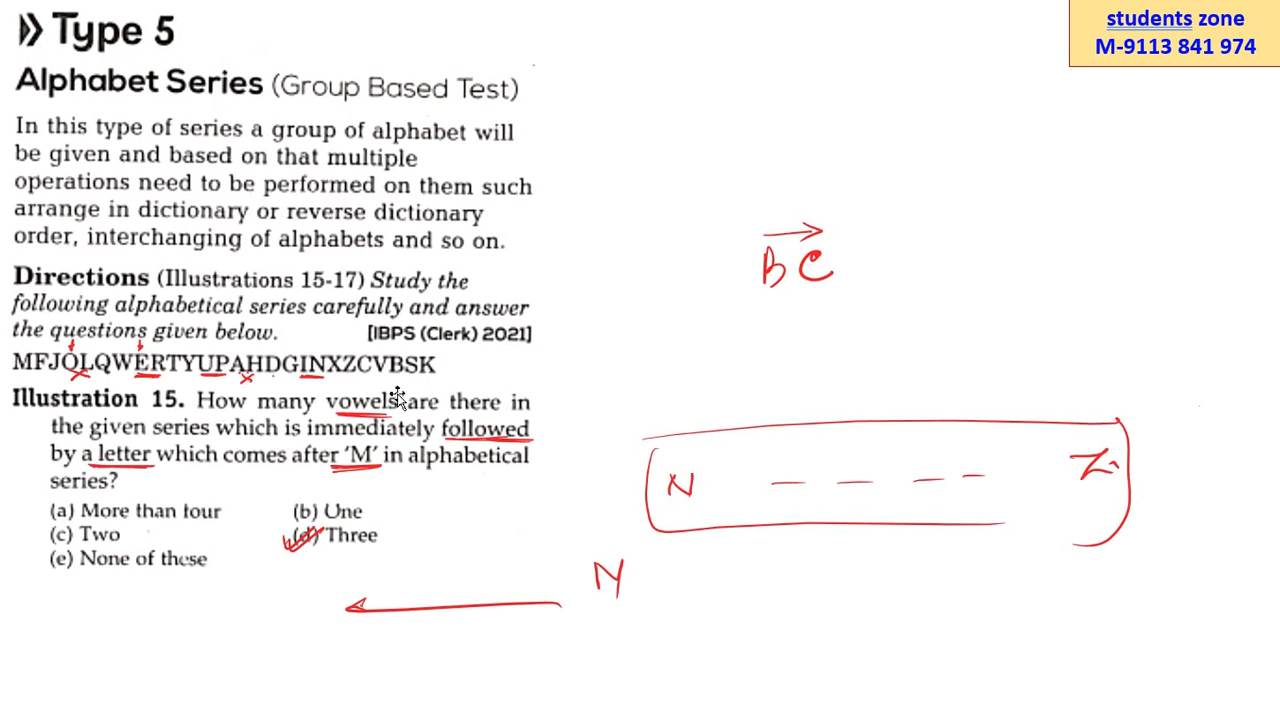 students zone
M-9113 841 974
» Type 5
Alphabet Series (Group Based Test)
In this type of series a group of alphabet will
be given and based on that multiple
operations need to be performed on them such
arrange in dictionary or reverse dictionary
order, interchanging of alphabets and so on.
Directions (Illustrations 15-17) Study the
following alphabetical series carefully and answer
the questions given below. [IBPS (Clerk) 2021]
MFJOLQWERTYUPAHDGINXZCVBSK
Illustration 15. How many vowels are there in
the given series which is immediately followed
by a letter which comes after 'M' in alphabetical
series?
(a) More than four (b) One
(c) Two (d) Three
(e) None of these
B C
N Z
M